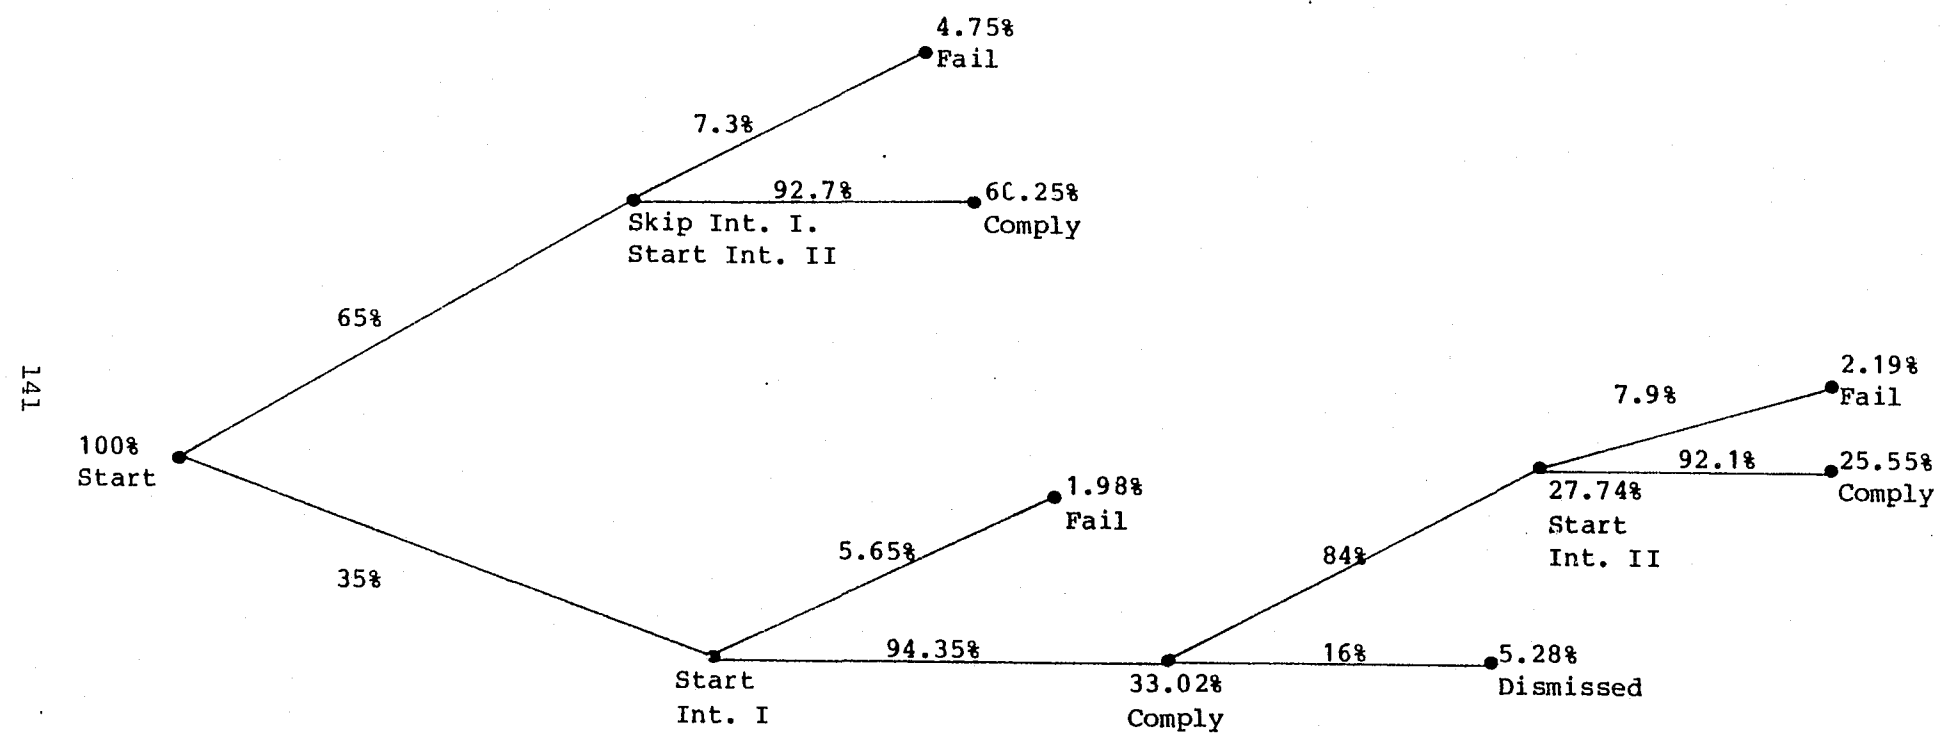 4.75%
Fail
7.3%
92.7%
60.25%
Comply
Skip Int. I.
Start Int. II
65%
141
100%
Start
35%
1.98%
Fail
5.65%
94.35%
Start
Int. I
33.02%
Comply
84%
16%
5.28%
Dismissed
27.74%
Start
Int. II
7.9%
92.1%
2.19%
Fail
25.55%
Comply